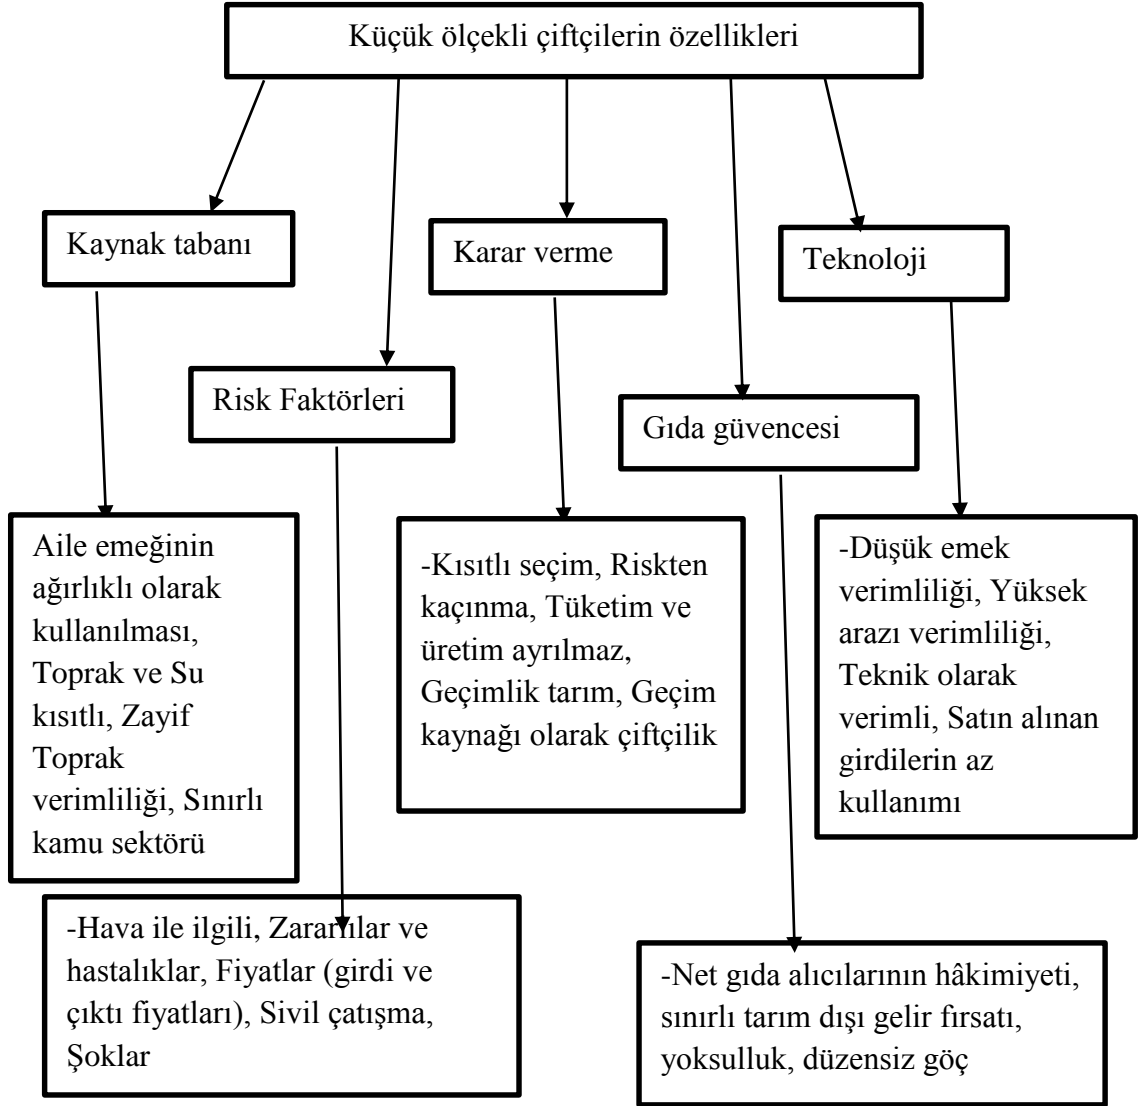 Küçük ölçekli çiftçilerin özellikleri
Kaynak tabanı
Karar verme
Teknoloji
Risk Faktörleri
Gıda güvencesi
Aile emeğinin
ağırlıklı olarak
kullanılması,
Toprak ve Su
kısıtlı, Zayif
Toprak
verimliliği, Sınırlı
kamu sektörü
-Kısıtlı seçim, Riskten
kaçınma, Tüketim ve
üretim ayrılmaz,
Geçimlik tarım, Geçim
kaynağı olarak çiftçilik
-Düşük emek
verimliliği, Yüksek
arazi verimliliği,
Teknik olarak
verimli, Satın alınan
girdilerin az
kullanımı
-Hava ile ilgili, Zararlılar ve
hastalıklar, Fiyatlar (girdi ve
çıktı fiyatları), Sivil çatışma,
Şoklar
-Net gıda alıcılarının hâkimiyeti,
sınırlı tarım dışı gelir fırsatı,
yoksulluk, düzensiz göç